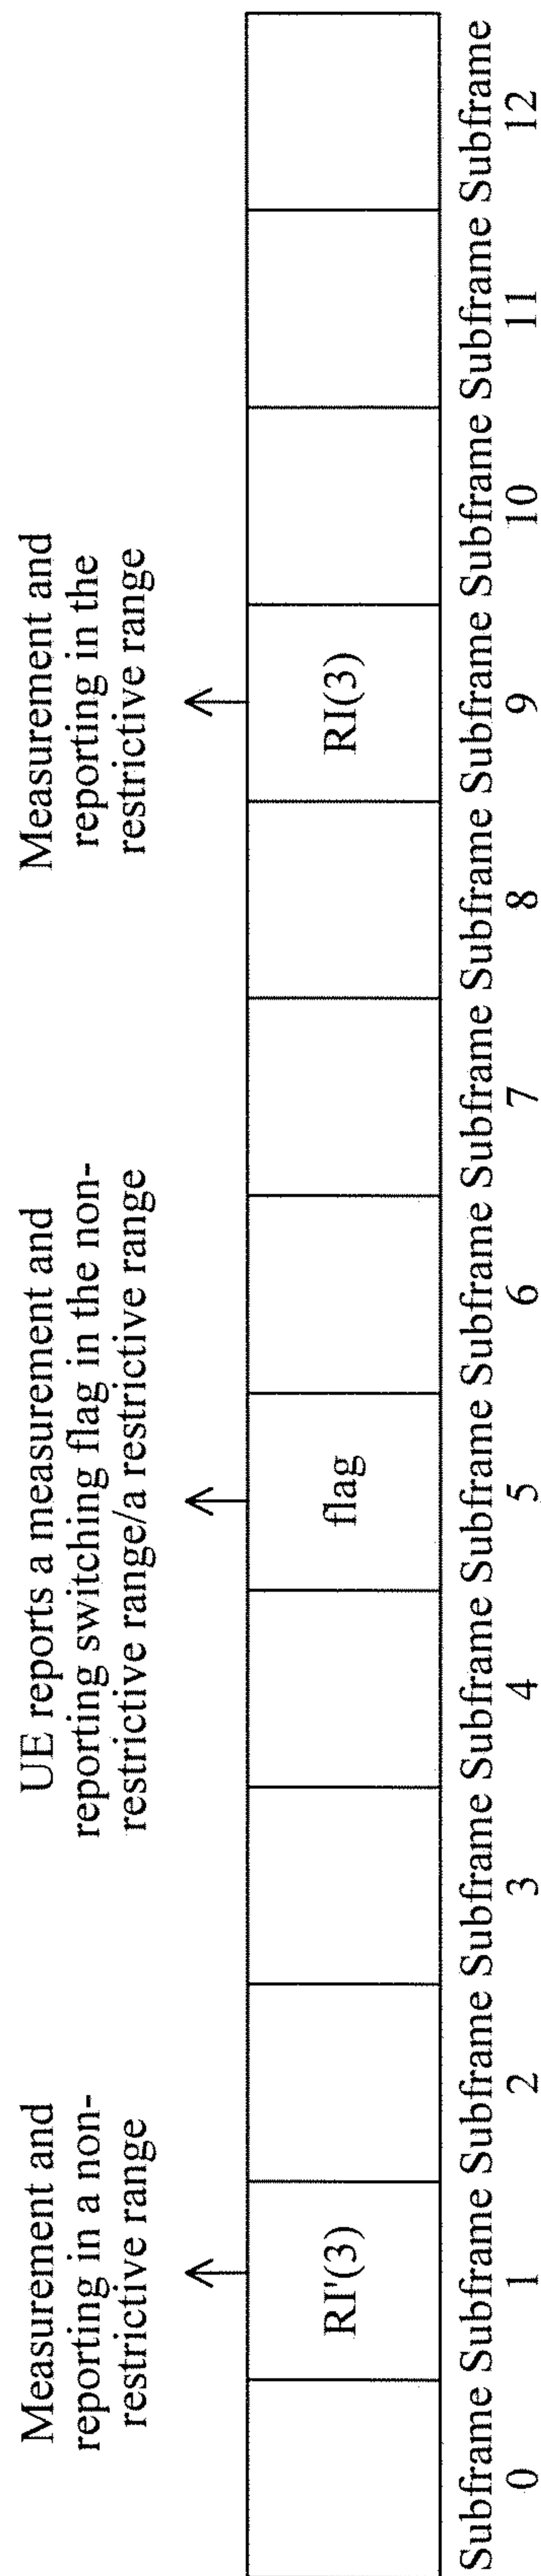 Measurement and
reporting in a non-
restrictive range
UE reports a measurement and
reporting switching flag in the non-
restrictive range/a restrictive range
Measurement and
reporting in the
restrictive range
RI'(3)
flag
RI(3)
Subframe
0
Subframe
1
Subframe
2
Subframe
3
Subframe
4
Subframe
5
Subframe
6
Subframe
7
Subframe
8
Subframe
9
Subframe
10
Subframe
11
Subframe
12